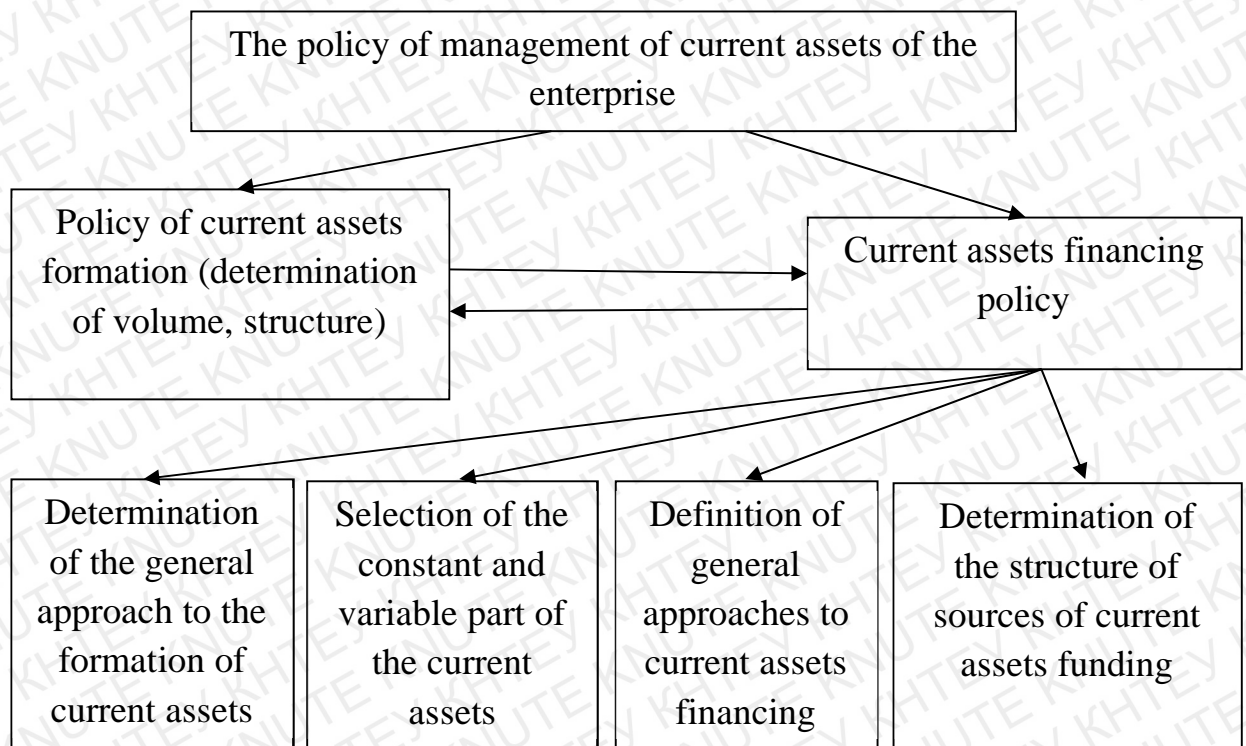 The policy of management of current assets of the
enterprise
Policy of current assets
formation (determination
of volume, structure)
Current assets financing
policy
Determination
of the general
approach to the
formation of
current assets
Selection of the
constant and
variable part of
the current
assets
Definition of
general
approaches to
current assets
financing
Determination of
the structure of
sources of current
assets funding